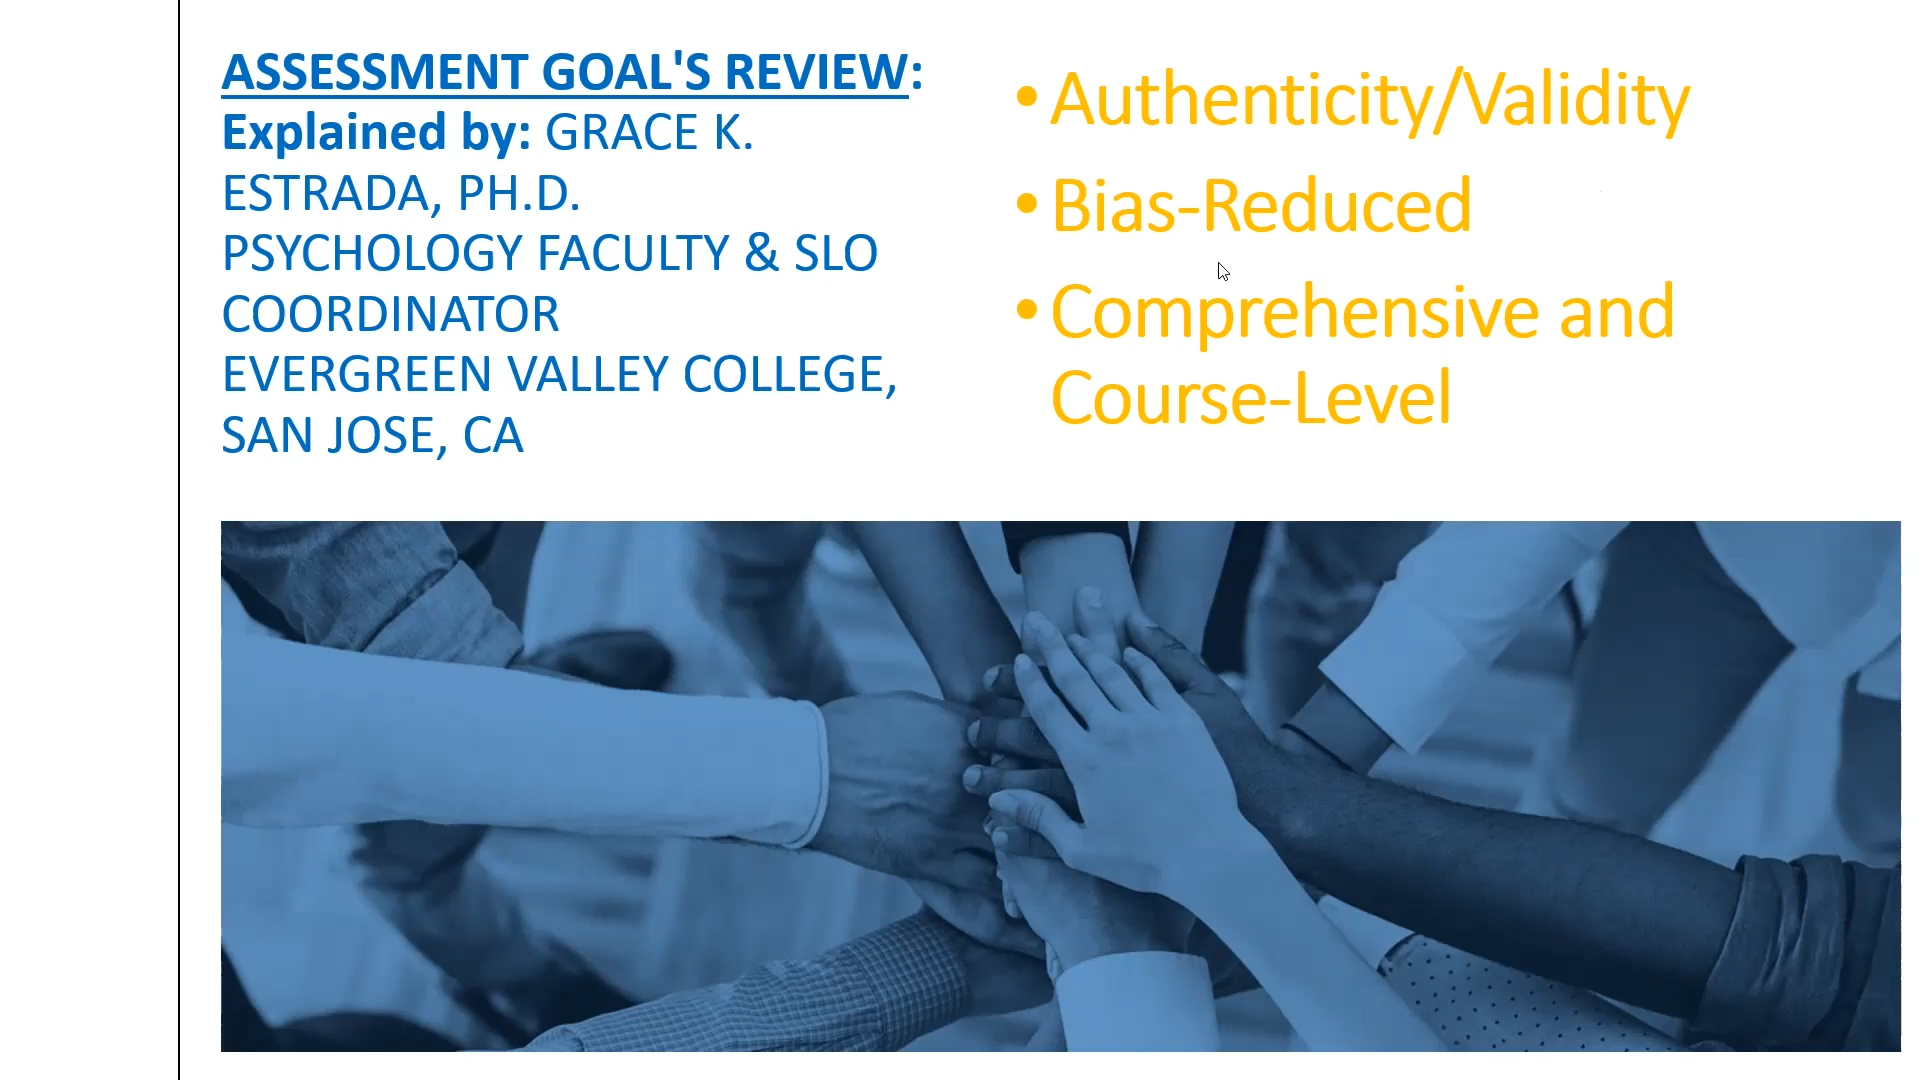 ASSESSMENT GOAL'S REVIEW:
Explained by: GRACE K.
ESTRADA, PH.D.
PSYCHOLOGY FACULTY & SLO
COORDINATOR
EVERGREEN VALLEY COLLEGE,
SAN JOSE, CA
• Authenticity/Validity
• Bias-Reduced
• Comprehensive and
Course-Level